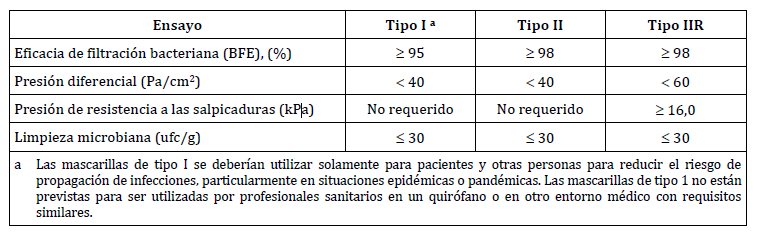 Ensayo Tipo I a Tipo II Tipo IIR
Eficacia de filtración bacteriana (BFE), (%) ≥ 95 ≥ 98 ≥ 98
Presión diferencial (Pa/cm²) < 40 < 40 < 60
Presión de resistencia a las salpicaduras (kPa) No requerido No requerido ≥ 16,0
Limpieza microbiana (ufc/g) ≤ 30 ≤ 30 ≤ 30
a Las mascarillas de tipo I se deberían utilizar solamente para pacientes y otras personas para reducir el riesgo de
propagación de infecciones, particularmente en situaciones epidémicas o pandémicas. Las mascarillas de tipo 1 no están
previstas para ser utilizadas por profesionales sanitarios en un quirófano o en otro entorno médico con requisitos
similares.